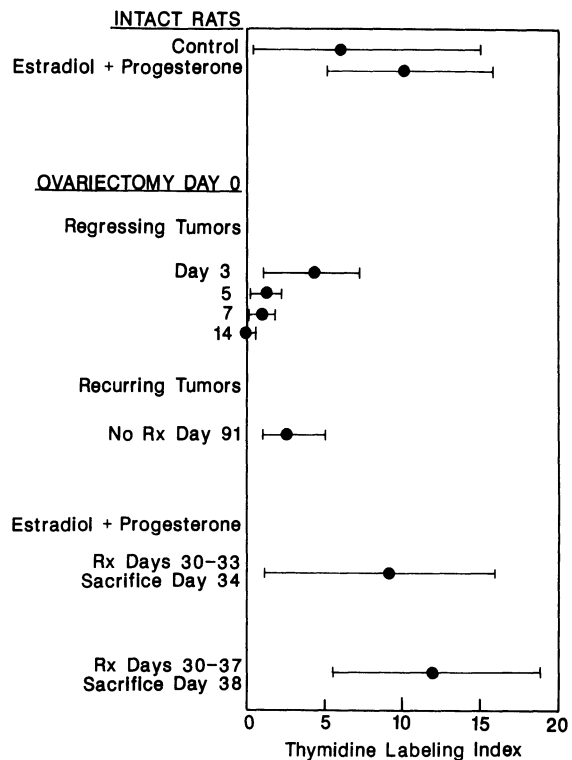 INTACT RATS
Control
Estradiol + Progesterone
OVARIECTOMY DAY 0
Regressing Tumors
Day 3
5
7
14
Recurring Tumors
No Rx Day 91
Estradiol + Progesterone
Rx Days 30-33
Sacrifice Day 34
Rx Days 30-37
Sacrifice Day 38
0 5 10 15 20
Thymidine Labeling Index